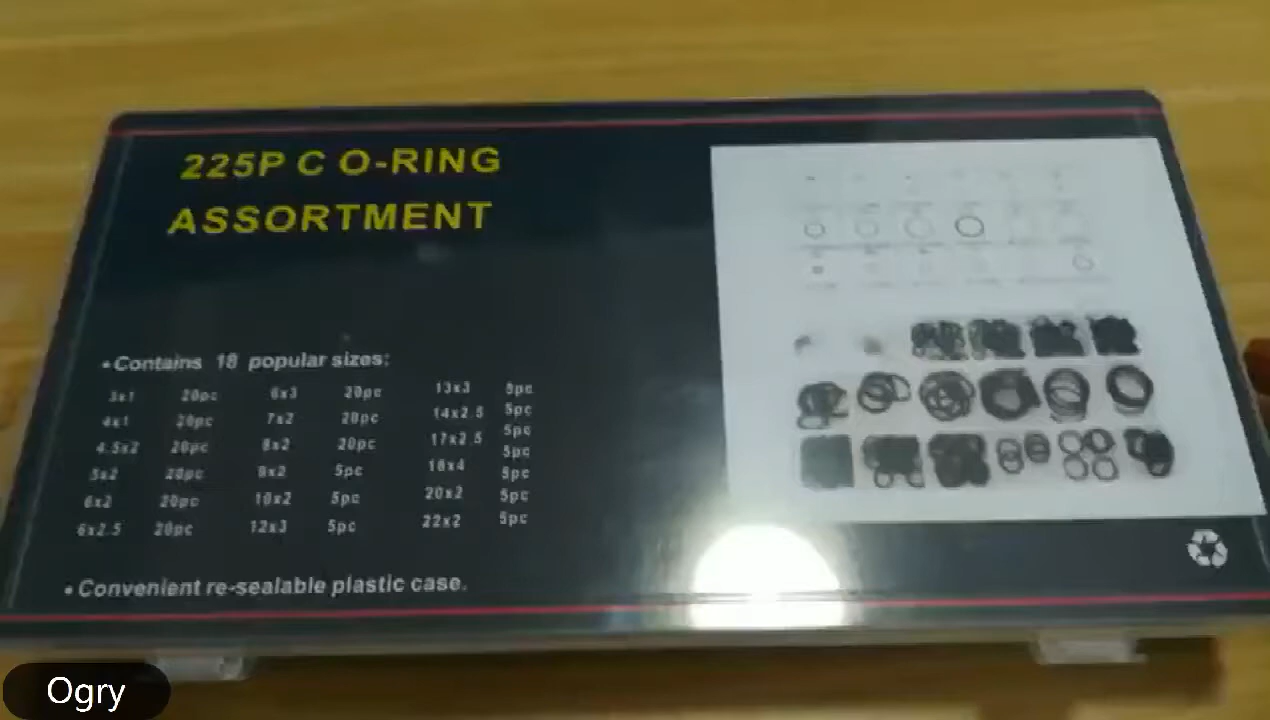 225P C O-RING
ASSORTMENT
• Contains 18 popular sizes:
3x1 20pc 6x3 20pc 13x3 5pc
4x1 20pc 7x2 20pc 14x2.5 5pc
4.5x2 20pc 8x2 20pc 17x2.5 5pc
5x2 20pc 9x2 5pc 18x4 5pc
6x2 20pc 10x2 5pc 20x2 5pc
6x2.5 20pc 12x3 5pc 22x2 5pc
5pc
• Convenient re-sealable plastic case.
Ogry